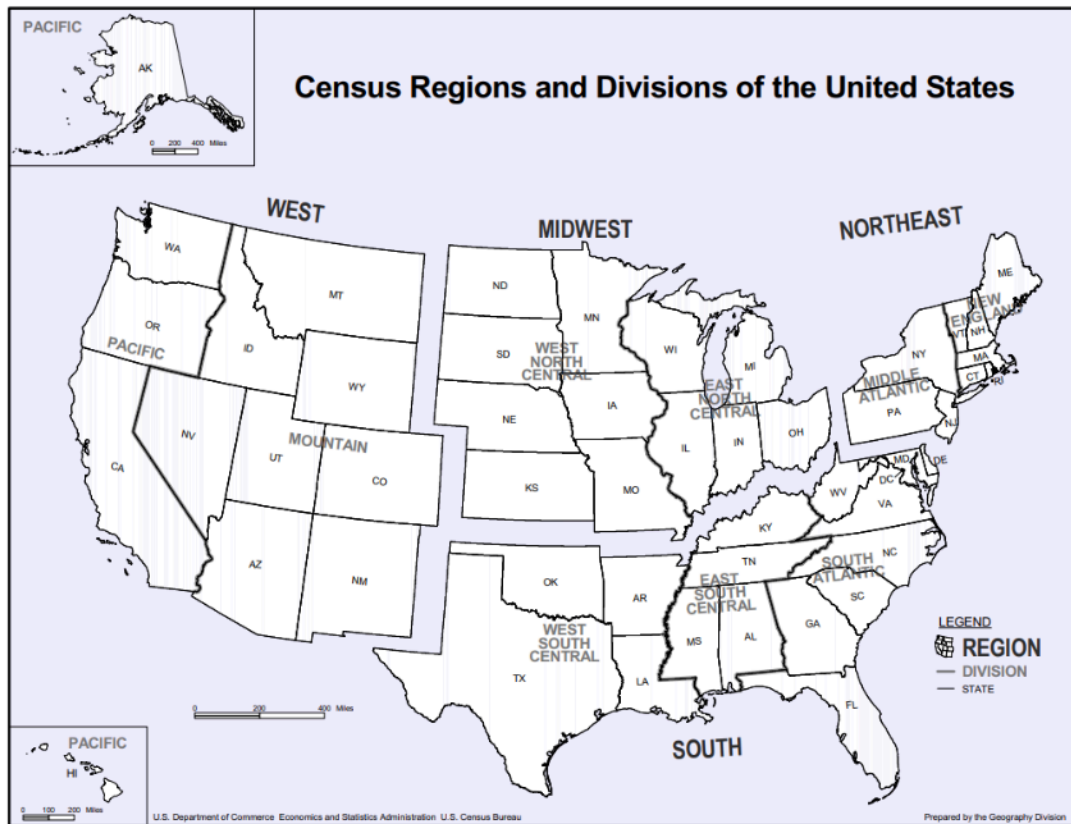 PACIFIC
AK
0 200 400 Miles
Census Regions and Divisions of the United States
WEST
MIDWEST
NORTHEAST
WA
MT
ND
MN
ME
OR
PACIFIC
ID
WY
SD
WEST
NORTH
CENTRAL
WI
MI
EAST
NORTH
CENTRAL
NY
NEW
ENGLAND
VT
NH
MA
CT
RI
MIDDLE
ATLANTIC
PA
NJ
NV
CA
UT
MOUNTAIN
CO
NE
IA
KS
MO
IL
IN
OH
MD
DE
DC
WV
VA
KY
AZ
NM
OK
AR
TN
NC
SOUTH
ATLANTIC
SC
EAST
SOUTH
CENTRAL
MS
AL
GA
WEST
SOUTH
CENTRAL
TX
LA
FL
SOUTH
LEGEND
REGION
DIVISION
STATE
0 200 400 Miles
PACIFIC
HI
0 100 200 Miles
U.S. Department of Commerce Economics and Statistics Administration U.S. Census Bureau
Prepared by the Geography Division